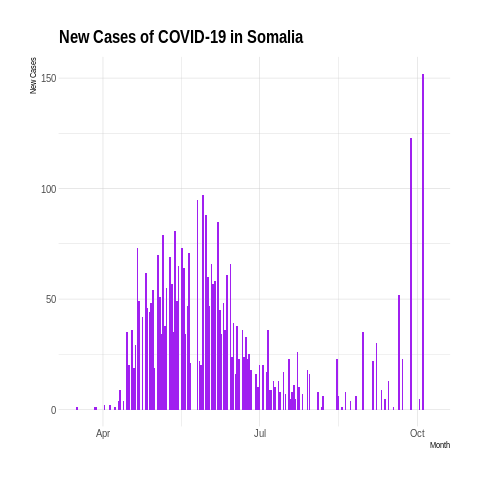 New Cases of COVID-19 in Somalia
New Cases
150
100
50
0
Apr
Jul
Oct
Month